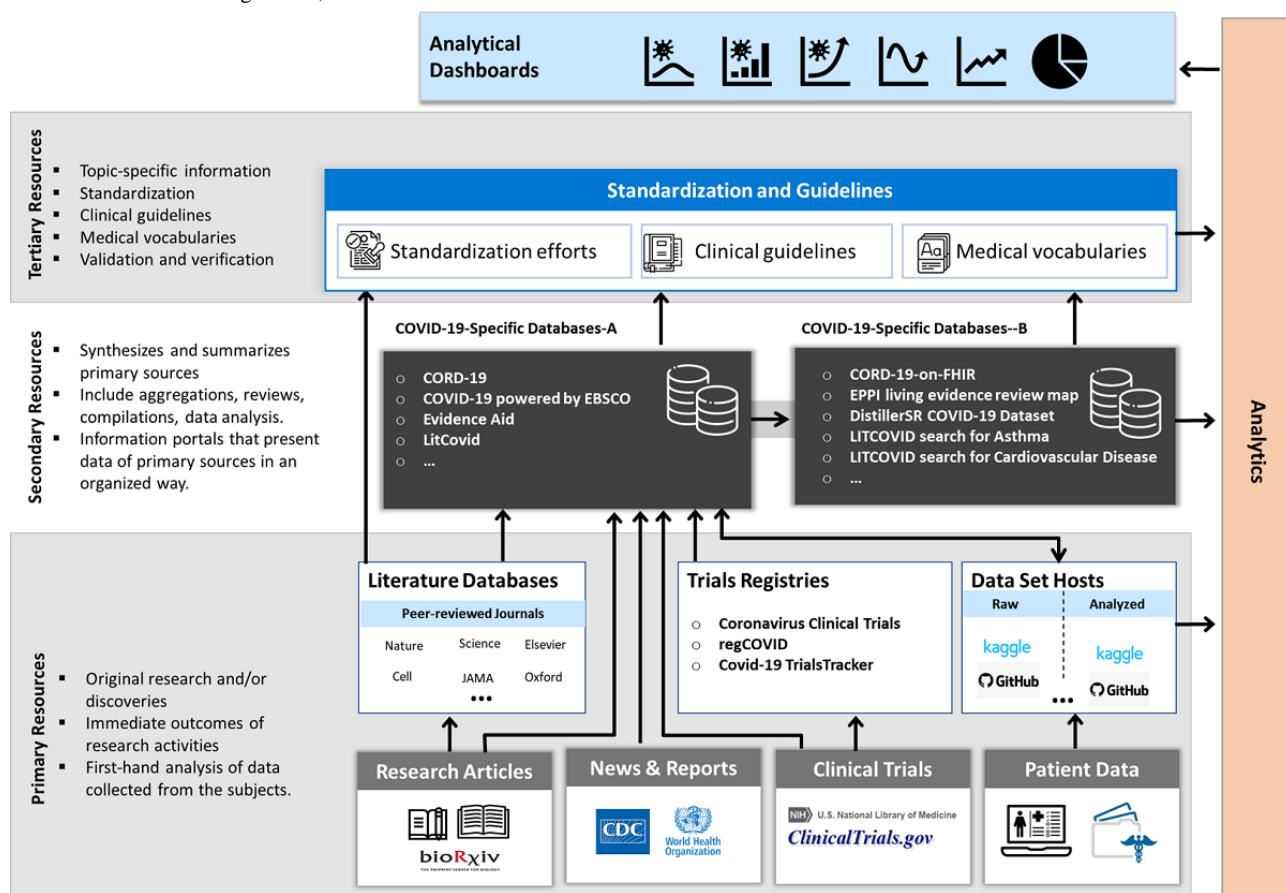 Analytical
Dashboards
Tertiary Resources
▪ Topic-specific information
▪ Standardization
▪ Clinical guidelines
▪ Medical vocabularies
▪ Validation and verification
Standardization and Guidelines
Standardization efforts
Clinical guidelines
Aa
Medical vocabularies
Secondary Resources
▪ Synthesizes and summarizes
primary sources
▪ Include aggregations, reviews,
compilations, data analysis.
▪ Information portals that present
data of primary sources in an
organized way.
COVID-19-Specific Databases-A
o CORD-19
o COVID-19 powered by EBSCO
o Evidence Aid
o LitCovid
o ...
COVID-19-Specific Databases--B
o CORD-19-on-FHIR
o EPPI living evidence review map
o DistillerSR COVID-19 Dataset
o LITCOVID search for Asthma
o LITCOVID search for Cardiovascular Disease
o ...
Analytics
Primary Resources
▪ Original research and/or
discoveries
▪ Immediate outcomes of
research activities
▪ First-hand analysis of data
collected from the subjects.
Literature Databases
Peer-reviewed Journals
Nature Science Elsevier
Cell JAMA Oxford
•••
Trials Registries
o Coronavirus Clinical Trials
o regCOVID
o Covid-19 TrialsTracker
Data Set Hosts
Raw Analyzed
kaggle kaggle
GitHub ••• GitHub
Research Articles
bioRxiv
THE PREPRINT SERVER FOR BIOLOGY
News & Reports
CDC
World Health
Organization
Clinical Trials
NIH U.S. National Library of Medicine
ClinicalTrials.gov
Patient Data